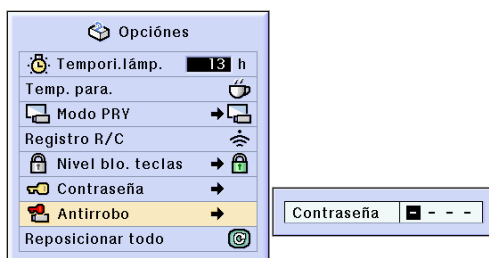 Opciónes
Tempori.lámp. 13 h
Temp. para.
Modo PRY
Registro R/C
Nivel blo. teclas
Contraseña
Antirrobo
Contraseña - - - -
Reposicionar todo